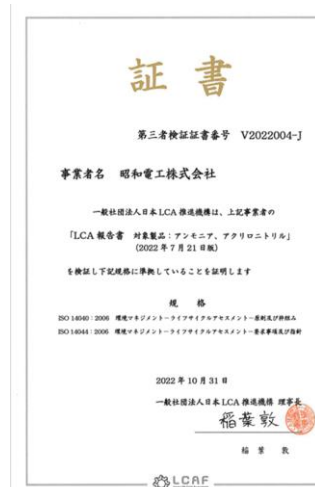 証書
第三者検証証書番号 V2022004-J
事業者名 昭和電工株式会社
一般社団法人日本LCA推進機構は、上記事業者の
「LCA報告書 対象製品:アンモニア、アクリロニトリル」
(2022年7月21日版)
を検証し下記規格に準拠していることを証明します
規格
ISO 14040:2006 環境マネジメント-ライフサイクルアセスメント-原則及び枠組み
ISO 14044:2006 環境マネジメント-ライフサイクルアセスメント-要求事項及び指針
2022年10月31日
一般社団法人日本LCA推進機構 理事長
稲葉敦
稲葉 敦
LCAF